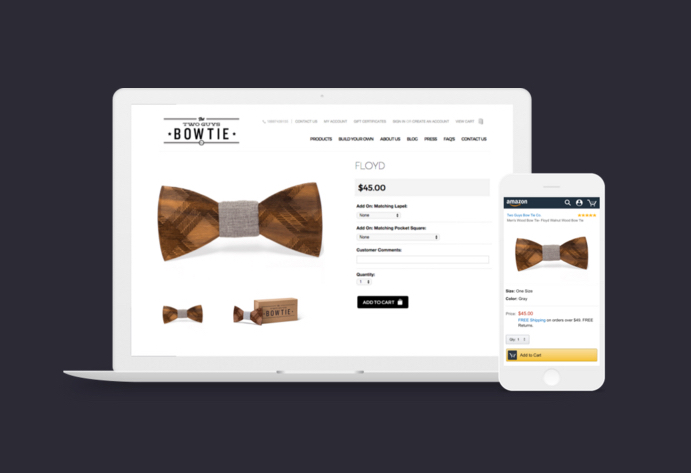 the
TWO GUYS
BOWTIE
CONTACT US MY ACCOUNT GIFT CERTIFICATES SIGN IN OR CREATE AN ACCOUNT VIEW CART
PRODUCTS BUILD YOUR OWN ABOUT US BLOG PRESS FAQS CONTACT US
FLOYD
$45.00
Add On: Matching Lapel:
None
Add On: Matching Pocket Square:
None
Customer Comments:
Quantity:
1
ADD TO CART
BOWTIE
amazon
Two Guys Bow Tie Co.
Men's Wood Bow Tie: Floyd Walnut Wood Bow Tie
Size: One Size
Color: Grey
Price: $45.00
FREE Shipping on orders over $49. FREE
Returns
Qty: 1
Add to Cart